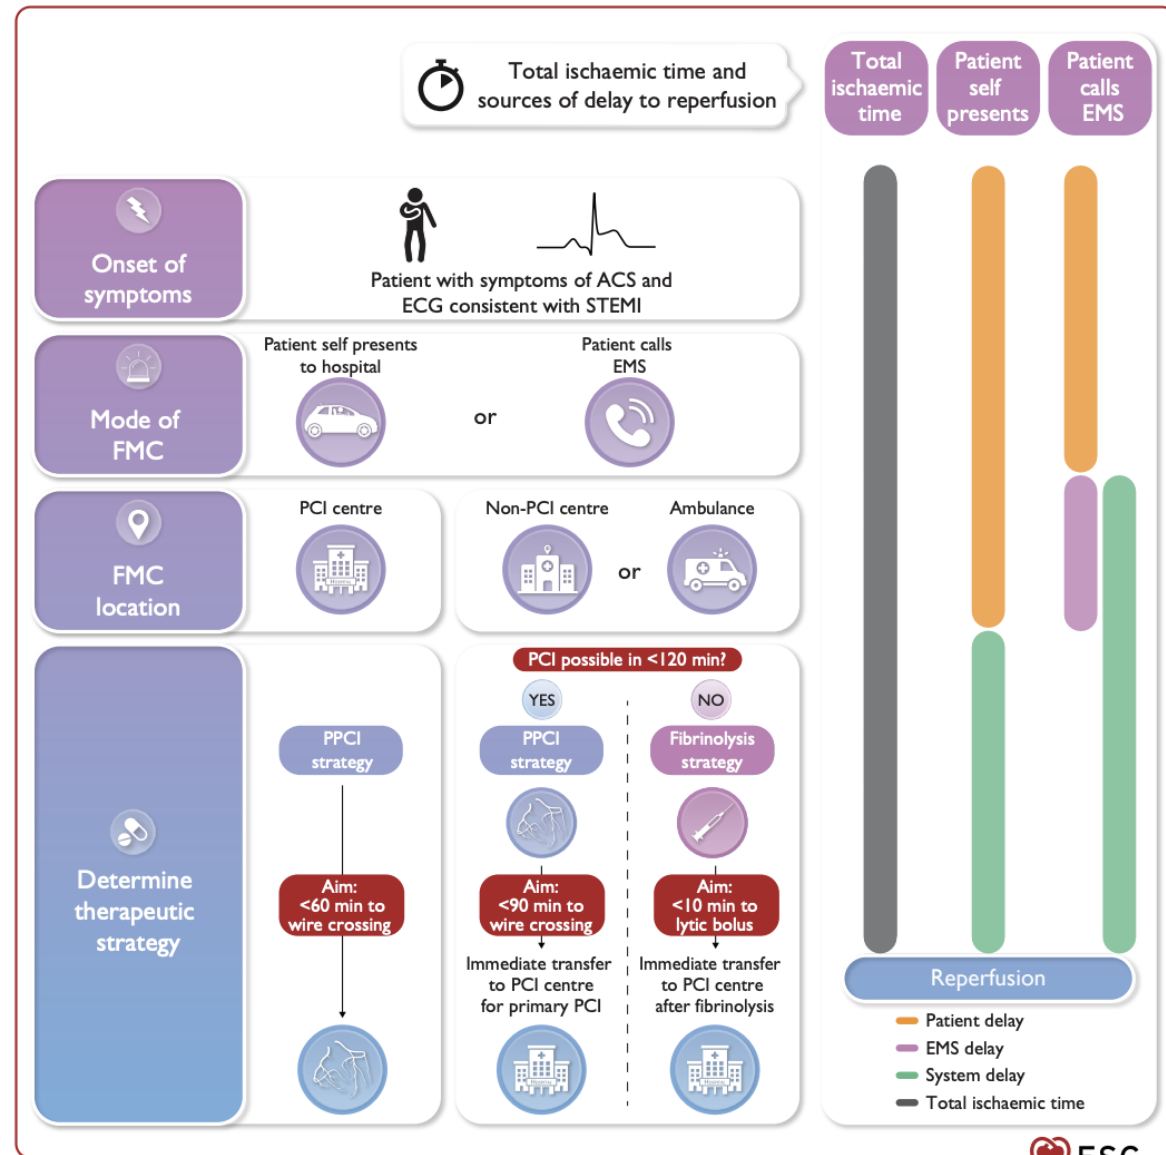 Total ischaemic time and
sources of delay to reperfusion
Total
ischaemic
time
Patient
self
presents
Patient
calls
EMS
Onset of
symptoms
Patient with symptoms of ACS and
ECG consistent with STEMI
Mode of
FMC
Patient self presents
to hospital
or
Patient calls
EMS
FMC
location
PCI centre
Non-PCI centre
or
Ambulance
Determine
therapeutic
strategy
PPCI
strategy
Aim:
<60 min to
wire crossing
PCI possible in <120 min?
YES
PPCI
strategy
Aim:
<90 min to
wire crossing
Immediate transfer
to PCI centre
for primary PCI
NO
Fibrinolysis
strategy
Aim:
<10 min to
lytic bolus
Immediate transfer
to PCI centre
after fibrinolysis
Reperfusion
Patient delay
EMS delay
System delay
Total ischaemic time
ESC